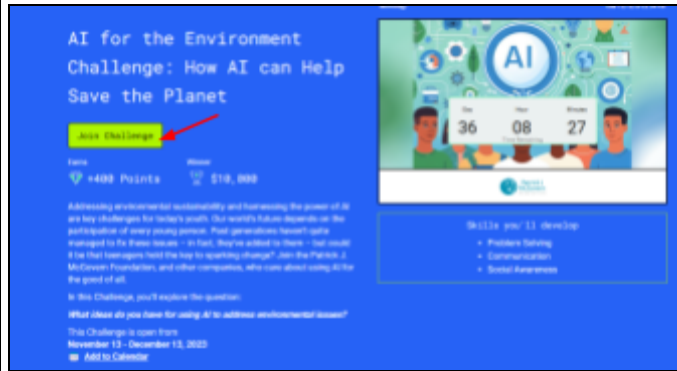 AI for the Environment
Challenge: How AI can Help
Save the Planet
Join Challenge
Earns
+400 Points
Winner
$10,000
Addressing environmental sustainability and harnessing the power of AI
are key challenges for today's youth. Our world's future depends on the
participation of every young person. Past generations haven't quite
managed to fix these issues – in fact, they've added to them – but could
it be that teenagers hold the key to sparking change? Join the Patrick J.
McGovern Foundation, and other companies, who care about using AI for
the good of all.
In this Challenge, you'll explore the question:
What ideas do you have for using AI to address environmental issues?
This Challenge is open from
November 13 - December 13, 2023
Add to Calendar
AI
Day
36
Hour
08
Minutes
27
Time Remaining
Skills you'll develop
• Problem Solving
• Communication
• Social Awareness